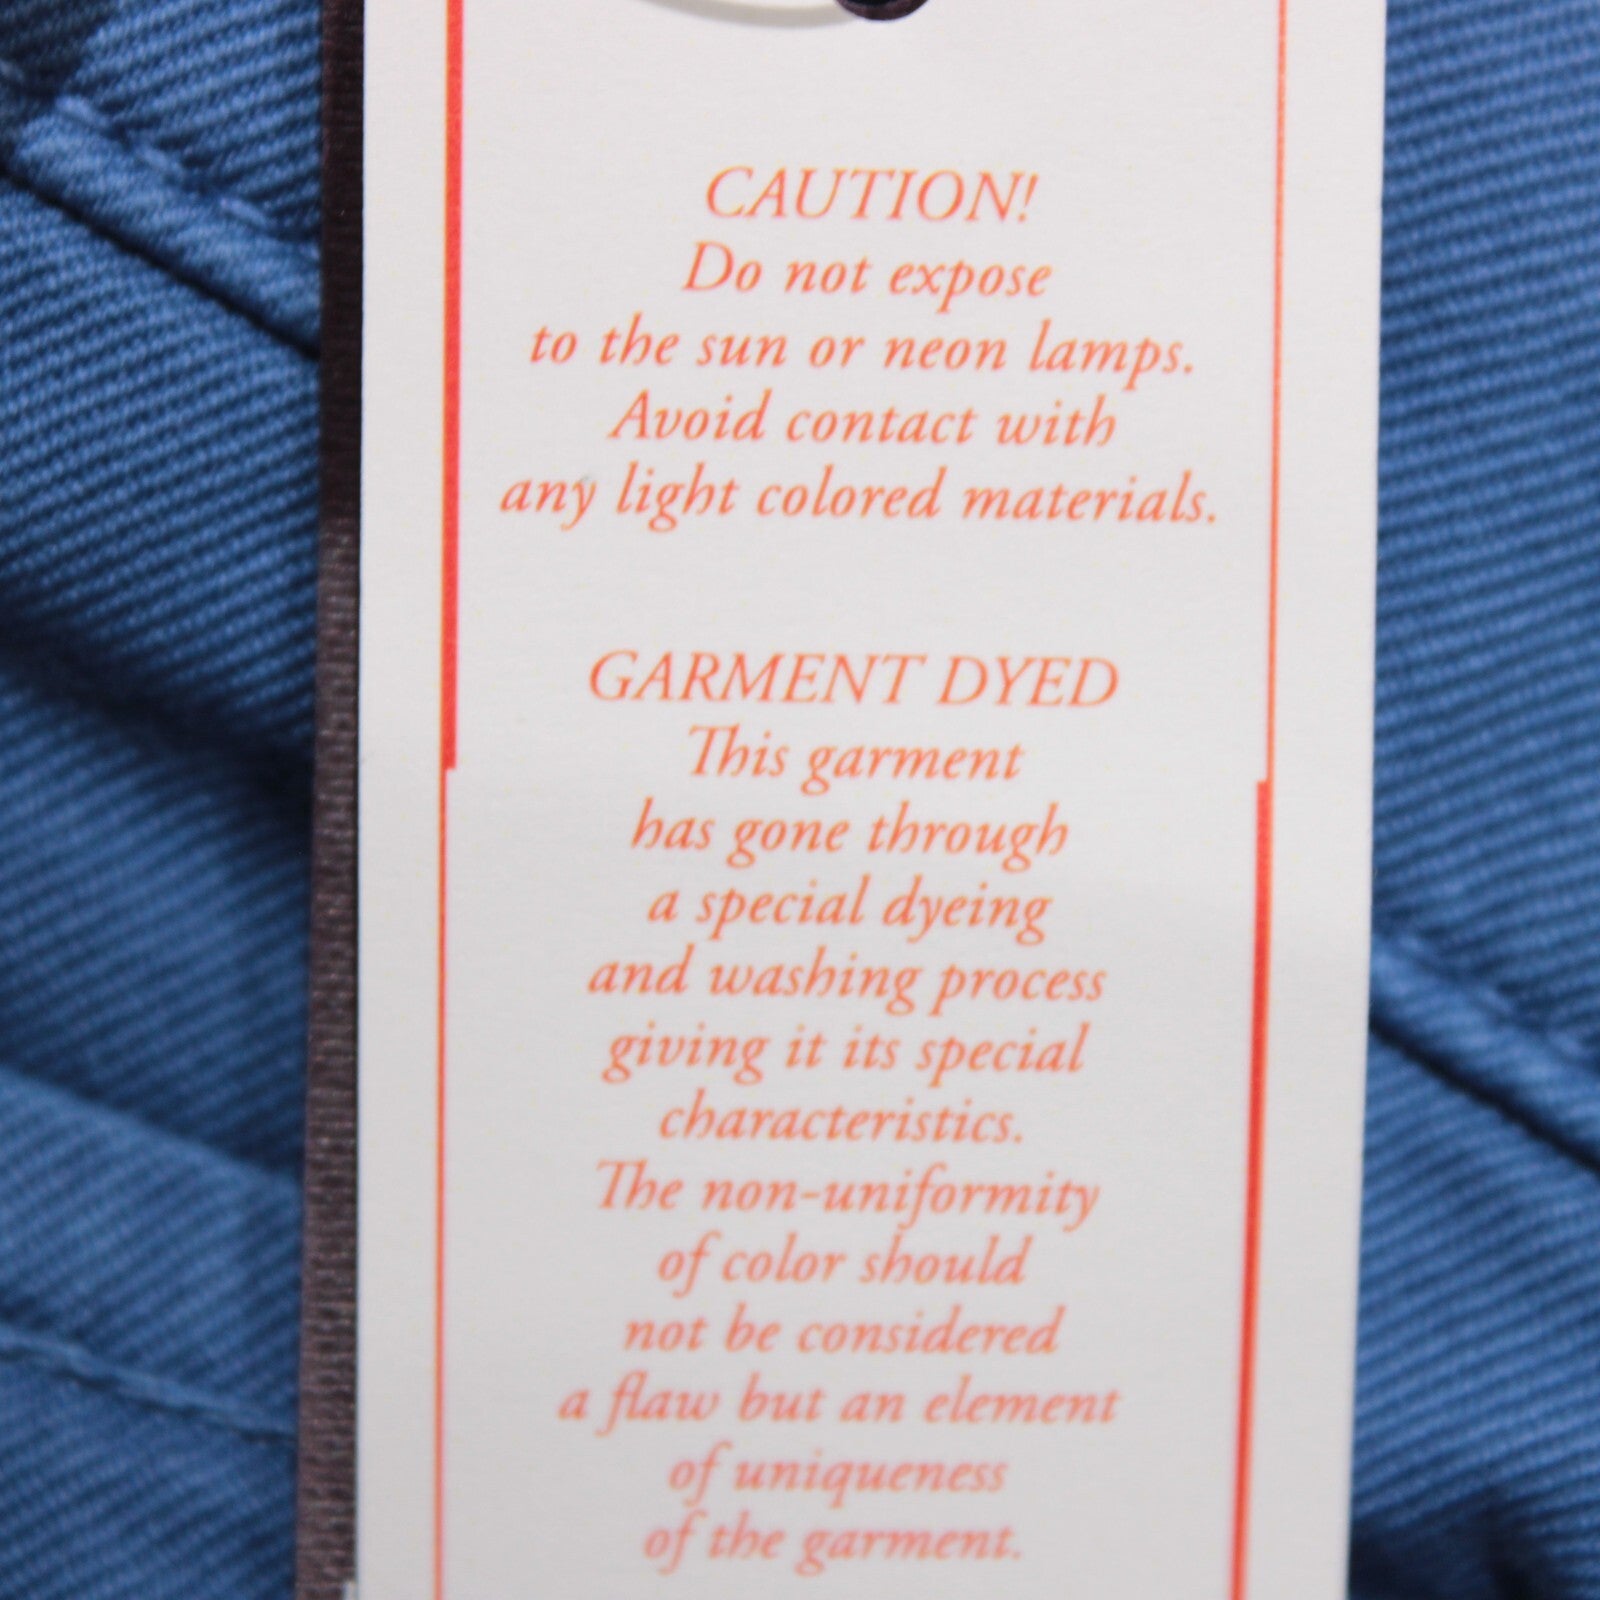 CAUTION!
Do not expose
to the sun or neon lamps.
Avoid contact with
any light colored materials.
GARMENT DYED
This garment
has gone through
a special dyeing
and washing process
giving it its special
characteristics.
The non-uniformity
of color should
not be considered
a flaw but an element
of uniqueness
of the garment.